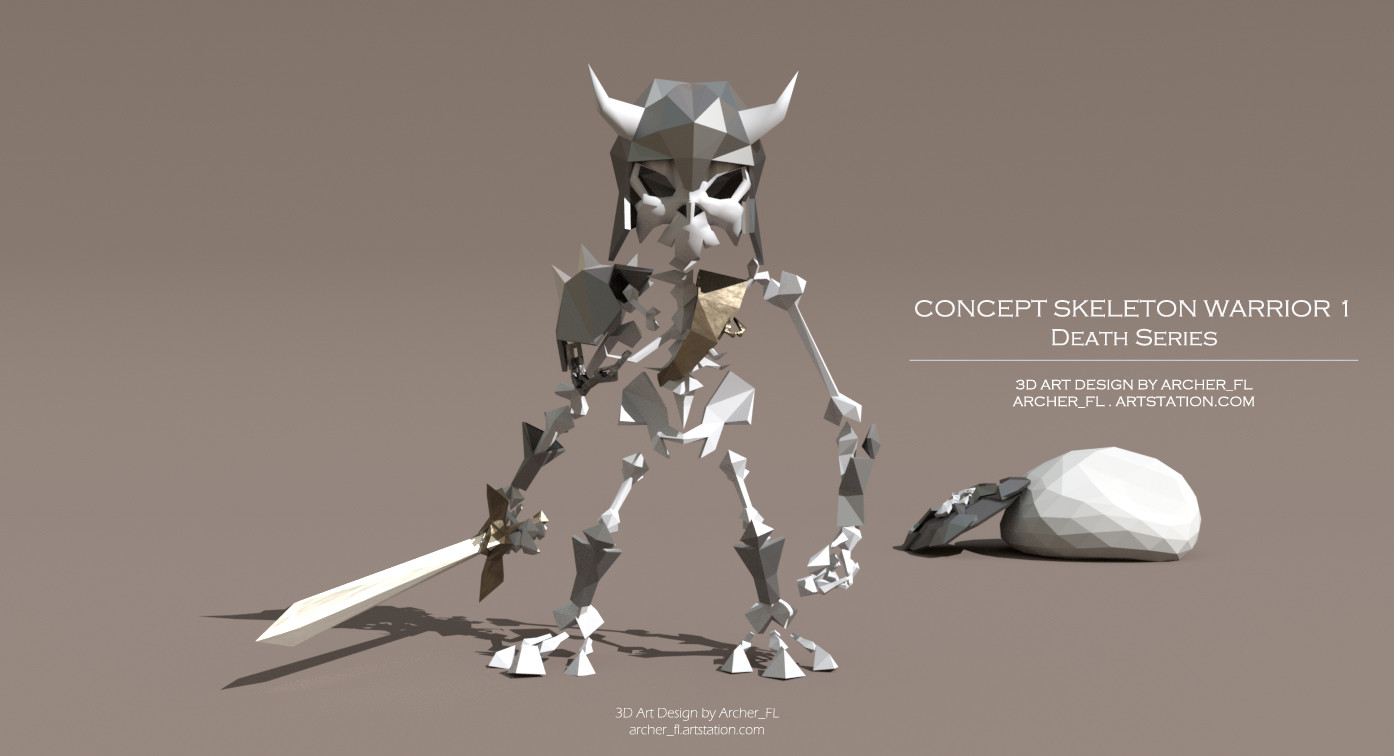 CONCEPT SKELETON WARRIOR 1
DEATH SERIES
3D ART DESIGN BY ARCHER_FL
ARCHER_FL . ARTSTATION.COM
3D Art Design by Archer_FL
archer_fl.artstation.com